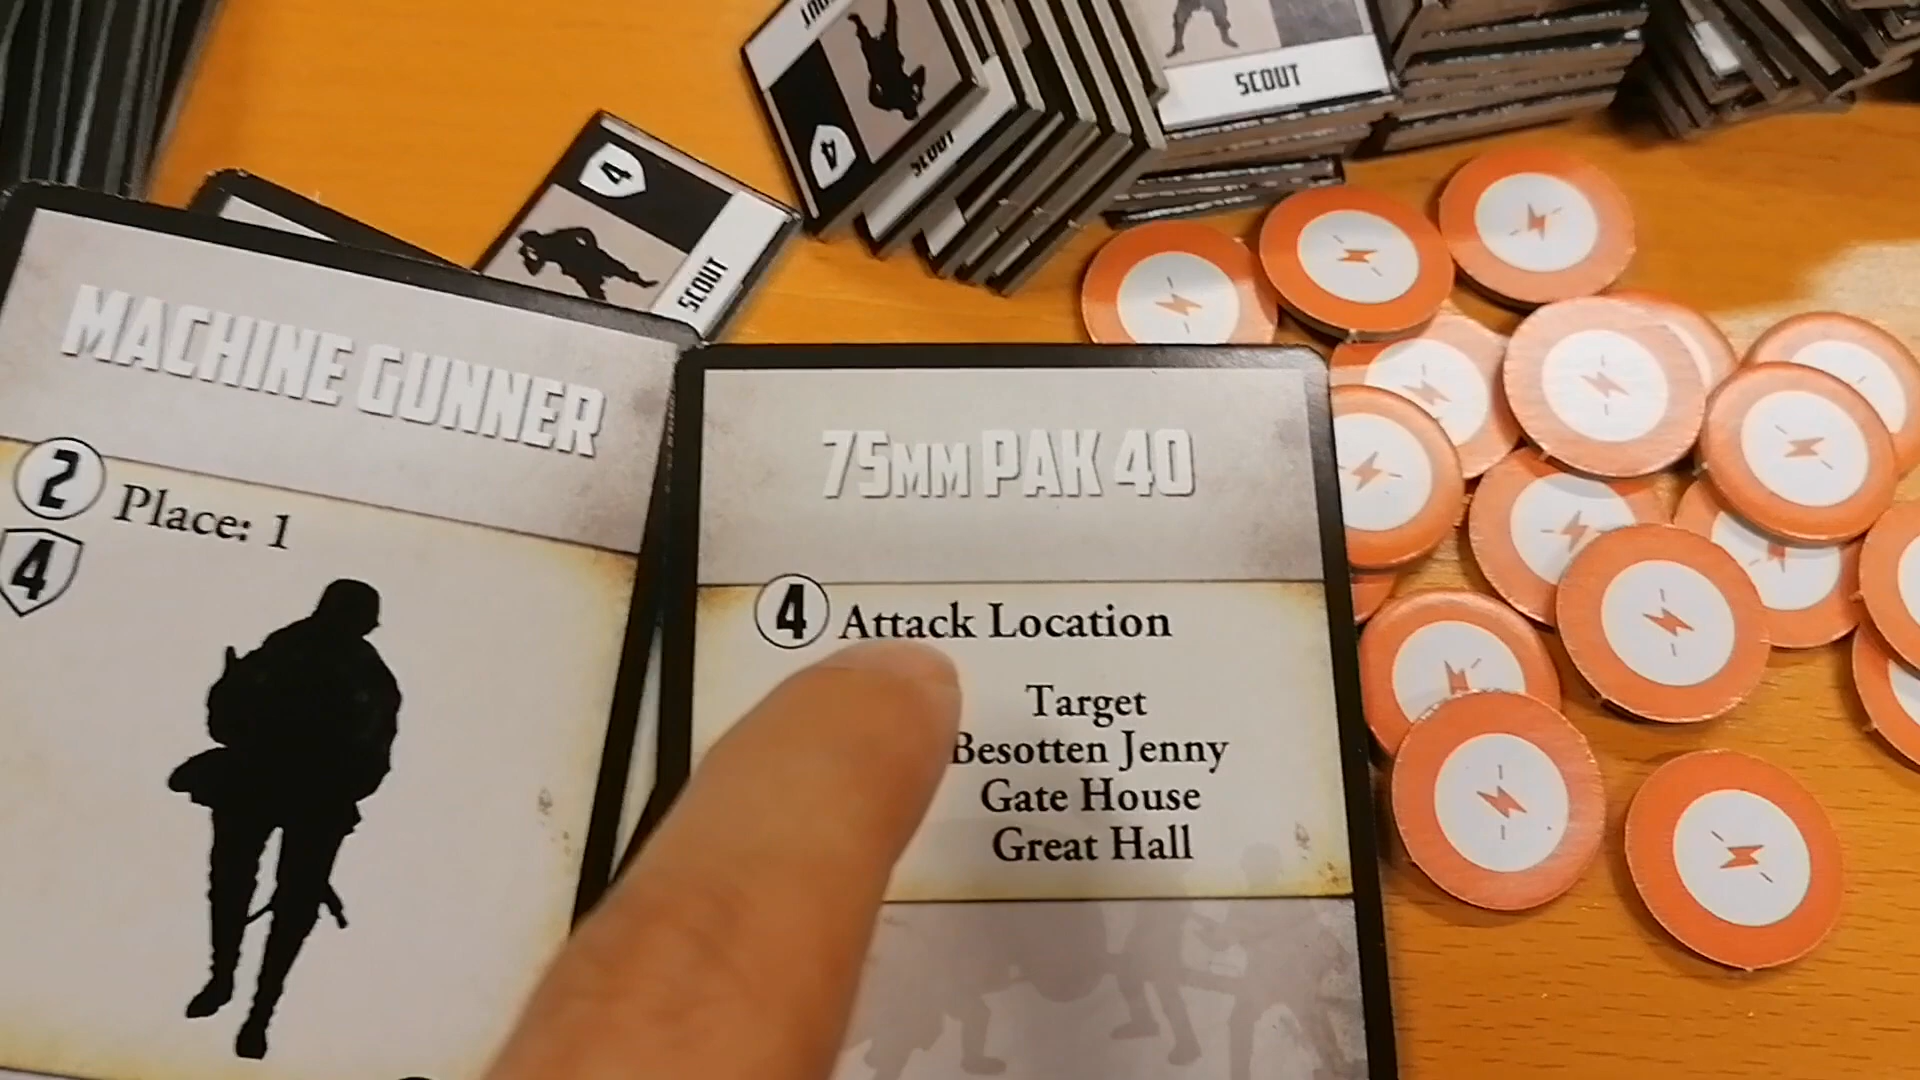 SCOUT
4
SCOUT
4
SCOUT
MACHINE GUNNER
2 Place: 1
4
75MM PAK 40
4 Attack Location
Target
Besotten Jenny
Gate House
Great Hall